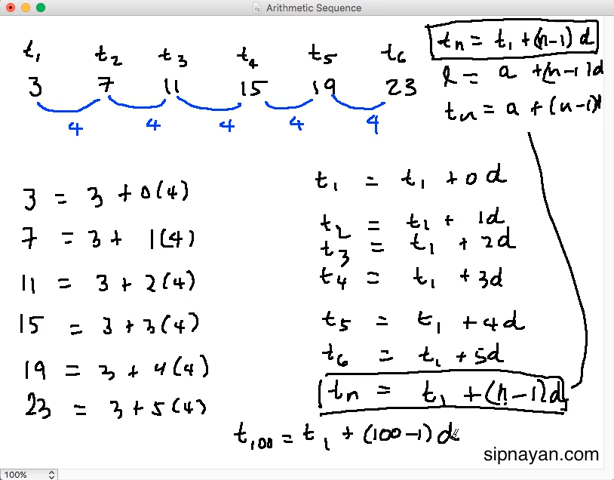 Arithmetic Sequence
t₁ t₂ t₃ t₄ t₅ t₆
3 7 11 15 19 23
4 4 4 4 4
tn = t₁ + (n-1) d
l = a + (n-1)d
tn = a + (n-1)d
3 = 3 + 0(4)
7 = 3 + 1(4)
11 = 3 + 2(4)
15 = 3 + 3(4)
19 = 3 + 4(4)
23 = 3 + 5(4)
t₁ = t₁ + 0d
t₂ = t₁ + 1d
t₃ = t₁ + 2d
t₄ = t₁ + 3d
t₅ = t₁ + 4d
t₆ = t₁ + 5d
tn = t₁ + (n-1)d
t₁₀₀ = t₁ + (100-1) d
sipnayan.com
100%